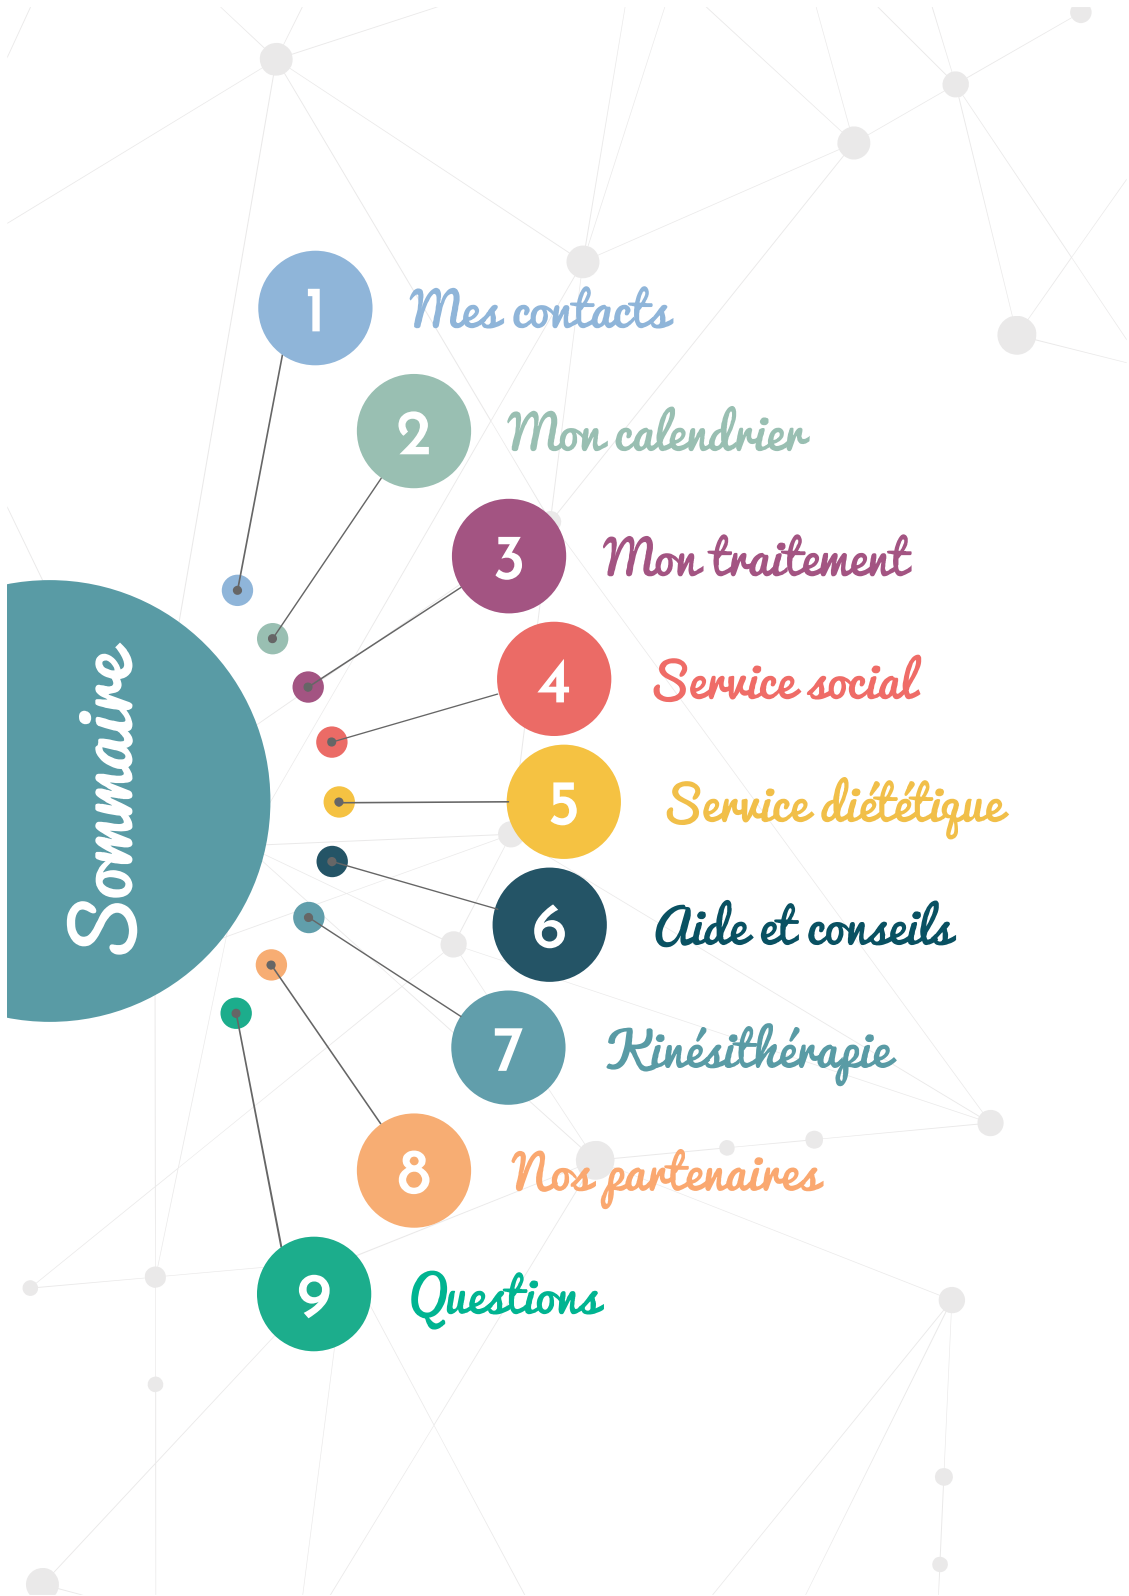 Sommaire
1 Mes contacts
2 Mon calendrier
3 Mon traitement
4 Service social
5 Service diététique
6 Aide et conseils
7 Kinésithérapie
8 Nos partenaires
9 Questions